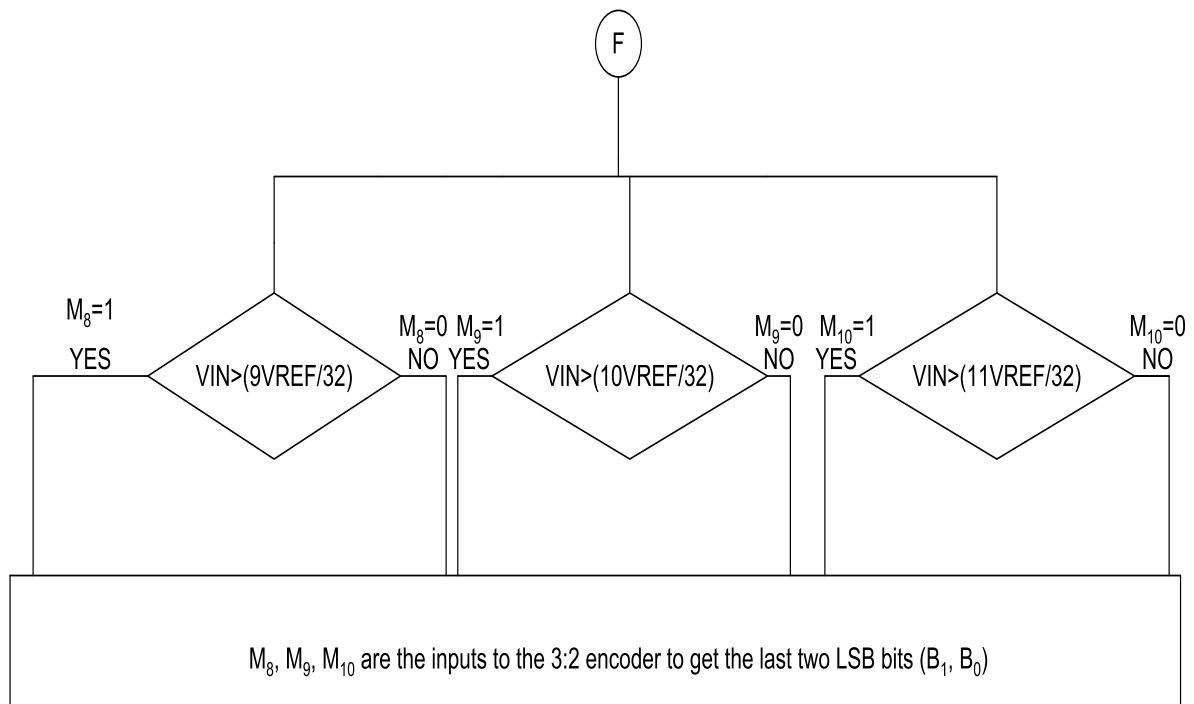 F
M8=1
YES
VIN>(9VREF/32)
M8=0
NO
M9=1
YES
VIN>(10VREF/32)
M9=0
NO
M10=1
YES
VIN>(11VREF/32)
M10=0
NO
M8, M9, M10 are the inputs to the 3:2 encoder to get the last two LSB bits (B1, B0)